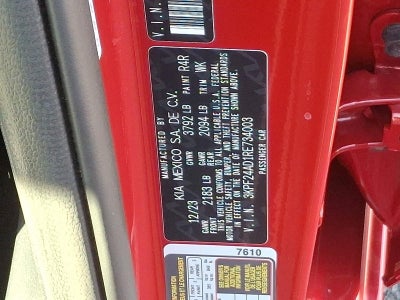 V.I.N.
MANUFACTURED BY
KIA MEXICO S.A. DE C.V.
GVWR 3792 LB PAINT R4R
12/23 GAWR FRONT 2183 LB GAWR REAR 2094 LB TRIM WK
THIS VEHICLE CONFORMS TO ALL APPLICABLE U.S.A. FEDERAL
MOTOR VEHICLE SAFETY, BUMPER, AND THEFT PREVENTION STANDARDS
IN EFFECT ON THE DATE OF MANUFACTURE SHOWN ABOVE.
V.I.N. : 3KPF24AD1RE734003
PASSENGER CAR
7610